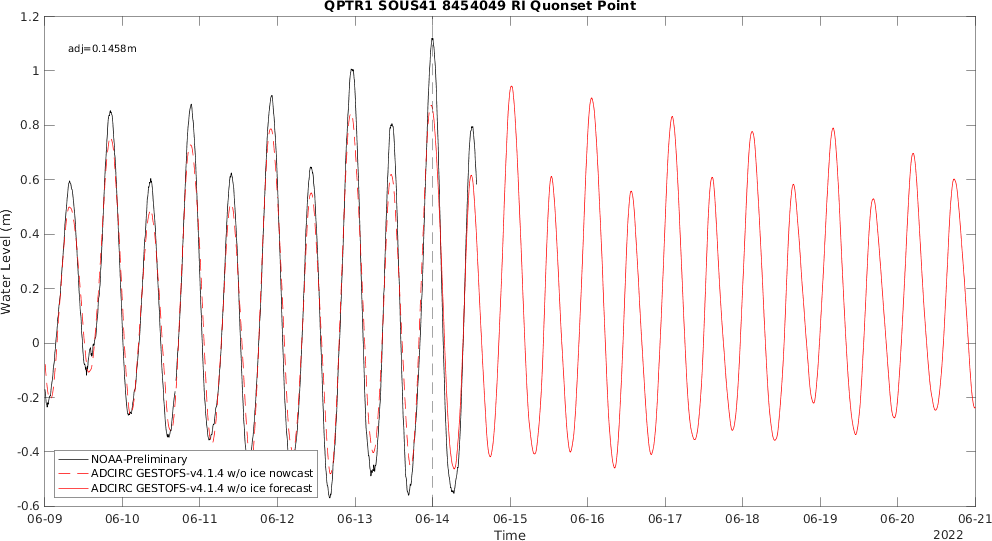 QPTR1 SOUS41 8454049 RI Quonset Point
adj=0.1458m
1.2
1
0.8
0.6
0.4
0.2
0
-0.2
-0.4
-0.6
Water Level (m)
NOAA-Preliminary
ADCIRC GESTOFS-v4.1.4 w/o ice nowcast
ADCIRC GESTOFS-v4.1.4 w/o ice forecast
06-09 06-10 06-11 06-12 06-13 06-14 06-15 06-16 06-17 06-18 06-19 06-20 06-21
Time
2022